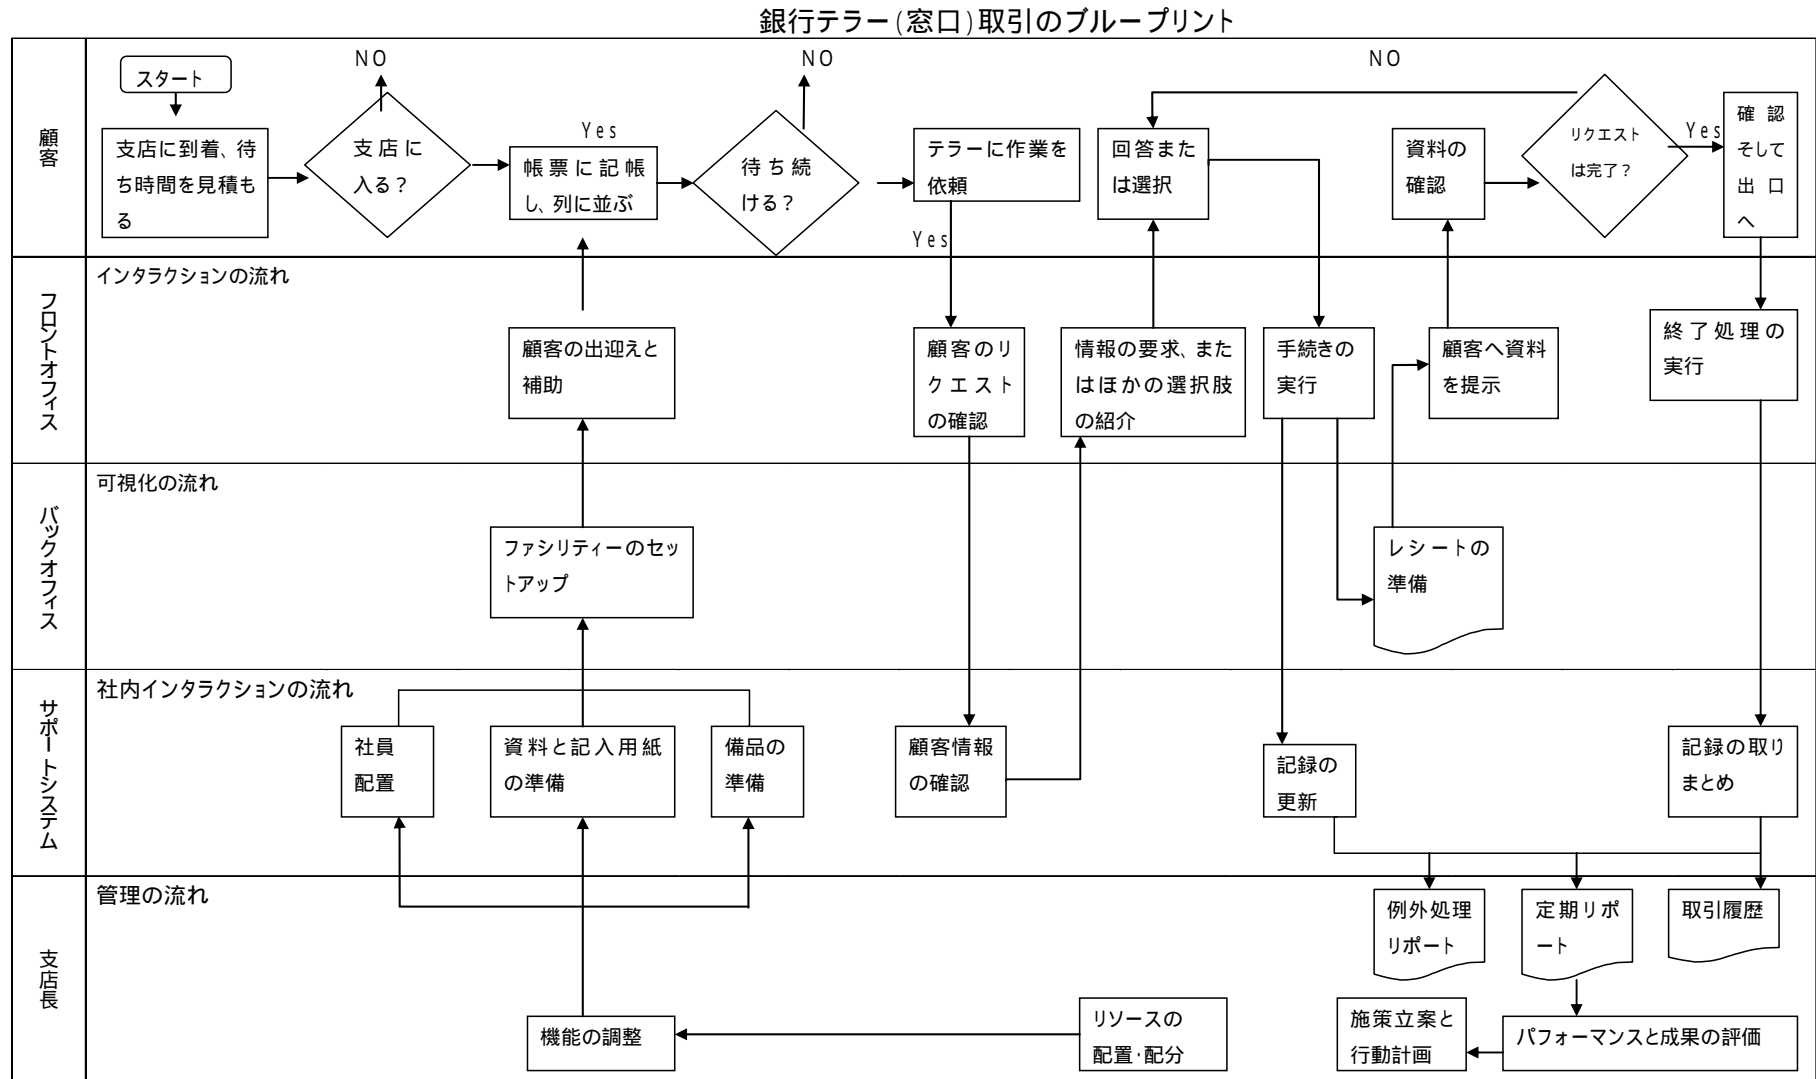 銀行テラー(窓口)取引のブループリント
顧客
スタート
NO
NO
NO
支店に到着、待
ち時間を見積も
る
支店に
入る?
Yes
帳票に記帳
し、列に並ぶ
待ち続
ける?
テラーに作業を
依頼
Yes
回答また
は選択
資料の
確認
リクエスト
は完了?
Yes
確認
そして
出口
へ
フロントオフィス
インタラクションの流れ
顧客の出迎えと
補助
顧客のリ
クエスト
の確認
情報の要求、また
はほかの選択肢
の紹介
手続きの
実行
顧客へ資料
を提示
終了処理の
実行
バックオフィス
可視化の流れ
ファシリティーのセッ
トアップ
レシートの
準備
サポートシステム
社内インタラクションの流れ
社員
配置
資料と記入用紙
の準備
備品の
準備
顧客情報
の確認
記録の
更新
記録の取り
まとめ
支店長
管理の流れ
例外処理
リポート
定期リポ
ート
取引履歴
機能の調整
リソースの
配置・配分
施策立案と
行動計画
パフォーマンスと成果の評価